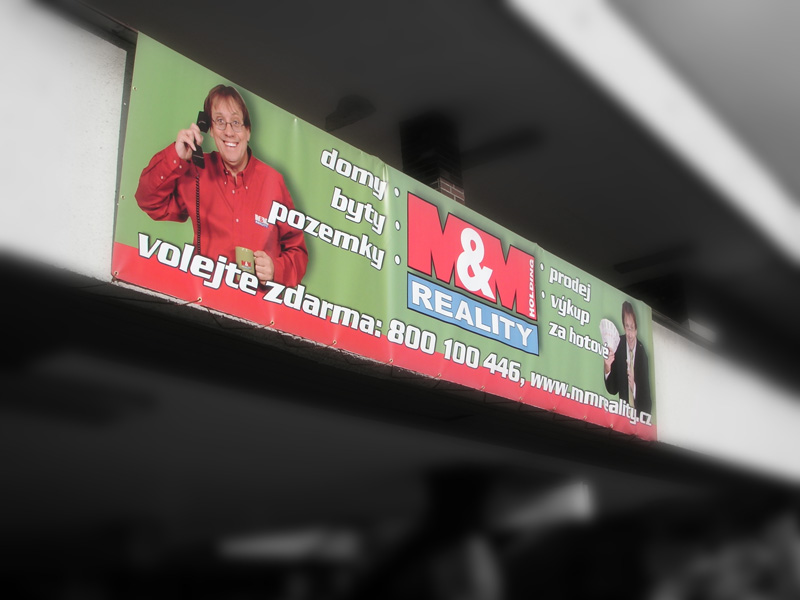 domy •
byty •
pozemky •
M&M
HOLDING
REALITY
• prodej
• výkup
za hotové
volejte zdarma: 800 100 446, www.mmreality.cz